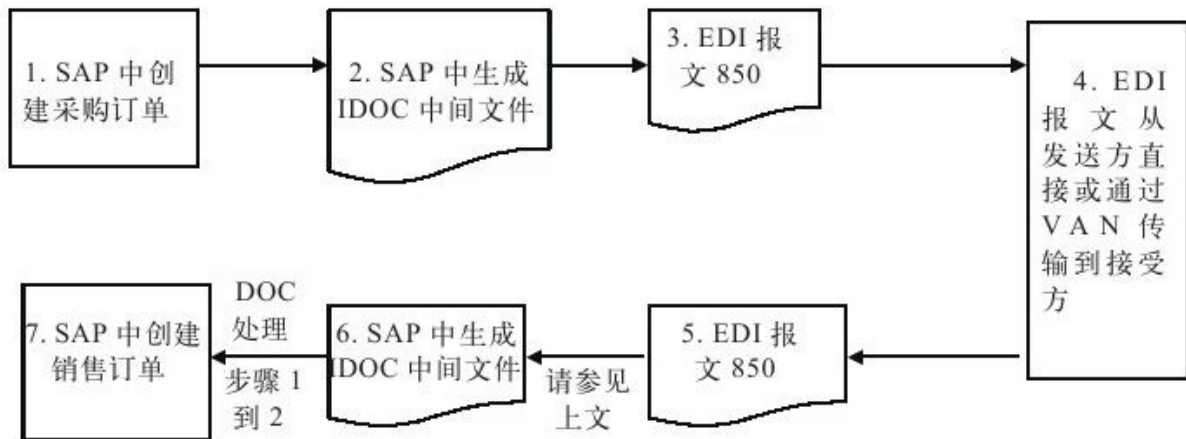 1. SAP 中创
建采购订单
2. SAP 中生成
IDOC 中间文件
3. EDI 报
文 850
4. EDI
报文从
发送方直
接或通过
VAN 传
输到接受
方
5. EDI 报
文 850
请参见
上文
6. SAP 中生成
IDOC 中间文件
DOC
处理
步骤 1
到 2
7. SAP 中创建
销售订单